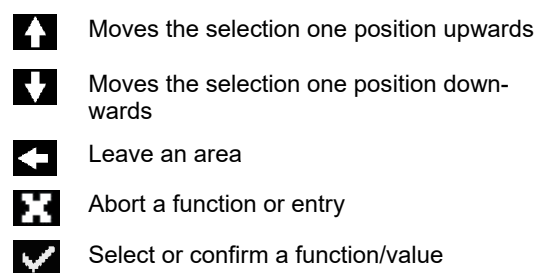 Moves the selection one position upwards
Moves the selection one position down-
wards
Leave an area
Abort a function or entry
Select or confirm a function/value